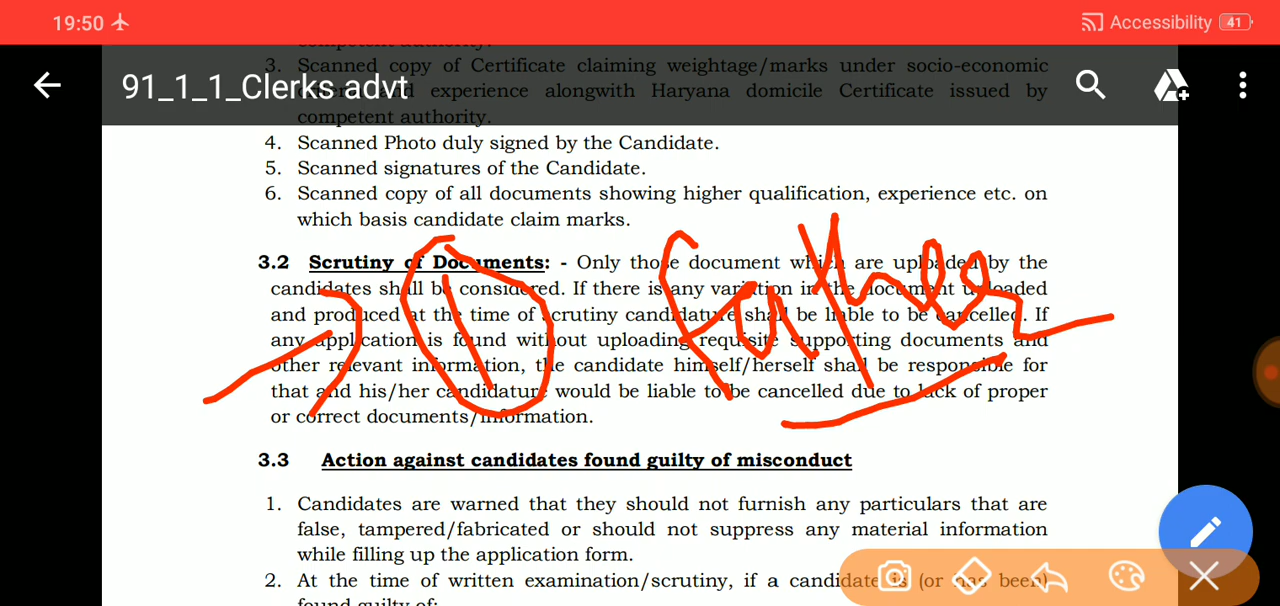 19:50
Accessibility 41
competent authority.
91_1_1_Clerks advt
3. Scanned copy of Certificate claiming weightage/marks under socio-economic
and experience alongwith Haryana domicile Certificate issued by
competent authority.
4. Scanned Photo duly signed by the Candidate.
5. Scanned signatures of the Candidate.
6. Scanned copy of all documents showing higher qualification, experience etc. on
which basis candidate claim marks.
3.2 Scrutiny of Documents: - Only those document which are uploaded by the
candidates shall be considered. If there is any variation in the document uploaded
and produced at the time of scrutiny candidature shall be liable to be cancelled. If
any application is found without uploading requisite supporting documents and
other relevant information, the candidate himself/herself shall be responsible for
that and his/her candidature would be liable to be cancelled due to lack of proper
or correct documents/information.
3.3 Action against candidates found guilty of misconduct
1. Candidates are warned that they should not furnish any particulars that are
false, tampered/fabricated or should not suppress any material information
while filling up the application form.
2. At the time of written examination/scrutiny, if a candidate is (or has been)
found guilty of: